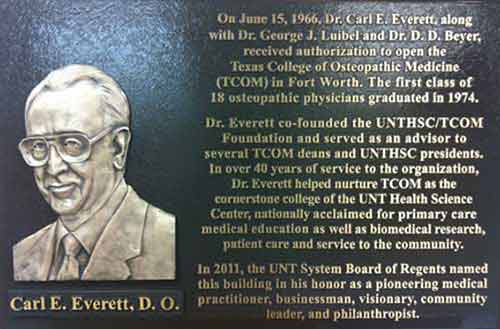 On June 15, 1966, Dr. Carl E. Everett, along
with Dr. George J. Luibel and Dr. D. D. Beyer,
received authorization to open the
Texas College of Osteopathic Medicine
(TCOM) in Fort Worth. The first class of
18 osteopathic physicians graduated in 1974.
Dr. Everett co-founded the UNTHSC/TCOM
Foundation and served as an advisor to
several TCOM deans and UNTHSC presidents.
In over 40 years of service to the organization,
Dr. Everett helped nurture TCOM as the
cornerstone college of the UNT Health Science
Center, nationally acclaimed for primary care
medical education as well as biomedical research,
patient care and service to the community.
In 2011, the UNT System Board of Regents named
this building in his honor as a pioneering medical
practitioner, businessman, visionary, community
leader, and philanthropist.
Carl E. Everett, D. O.